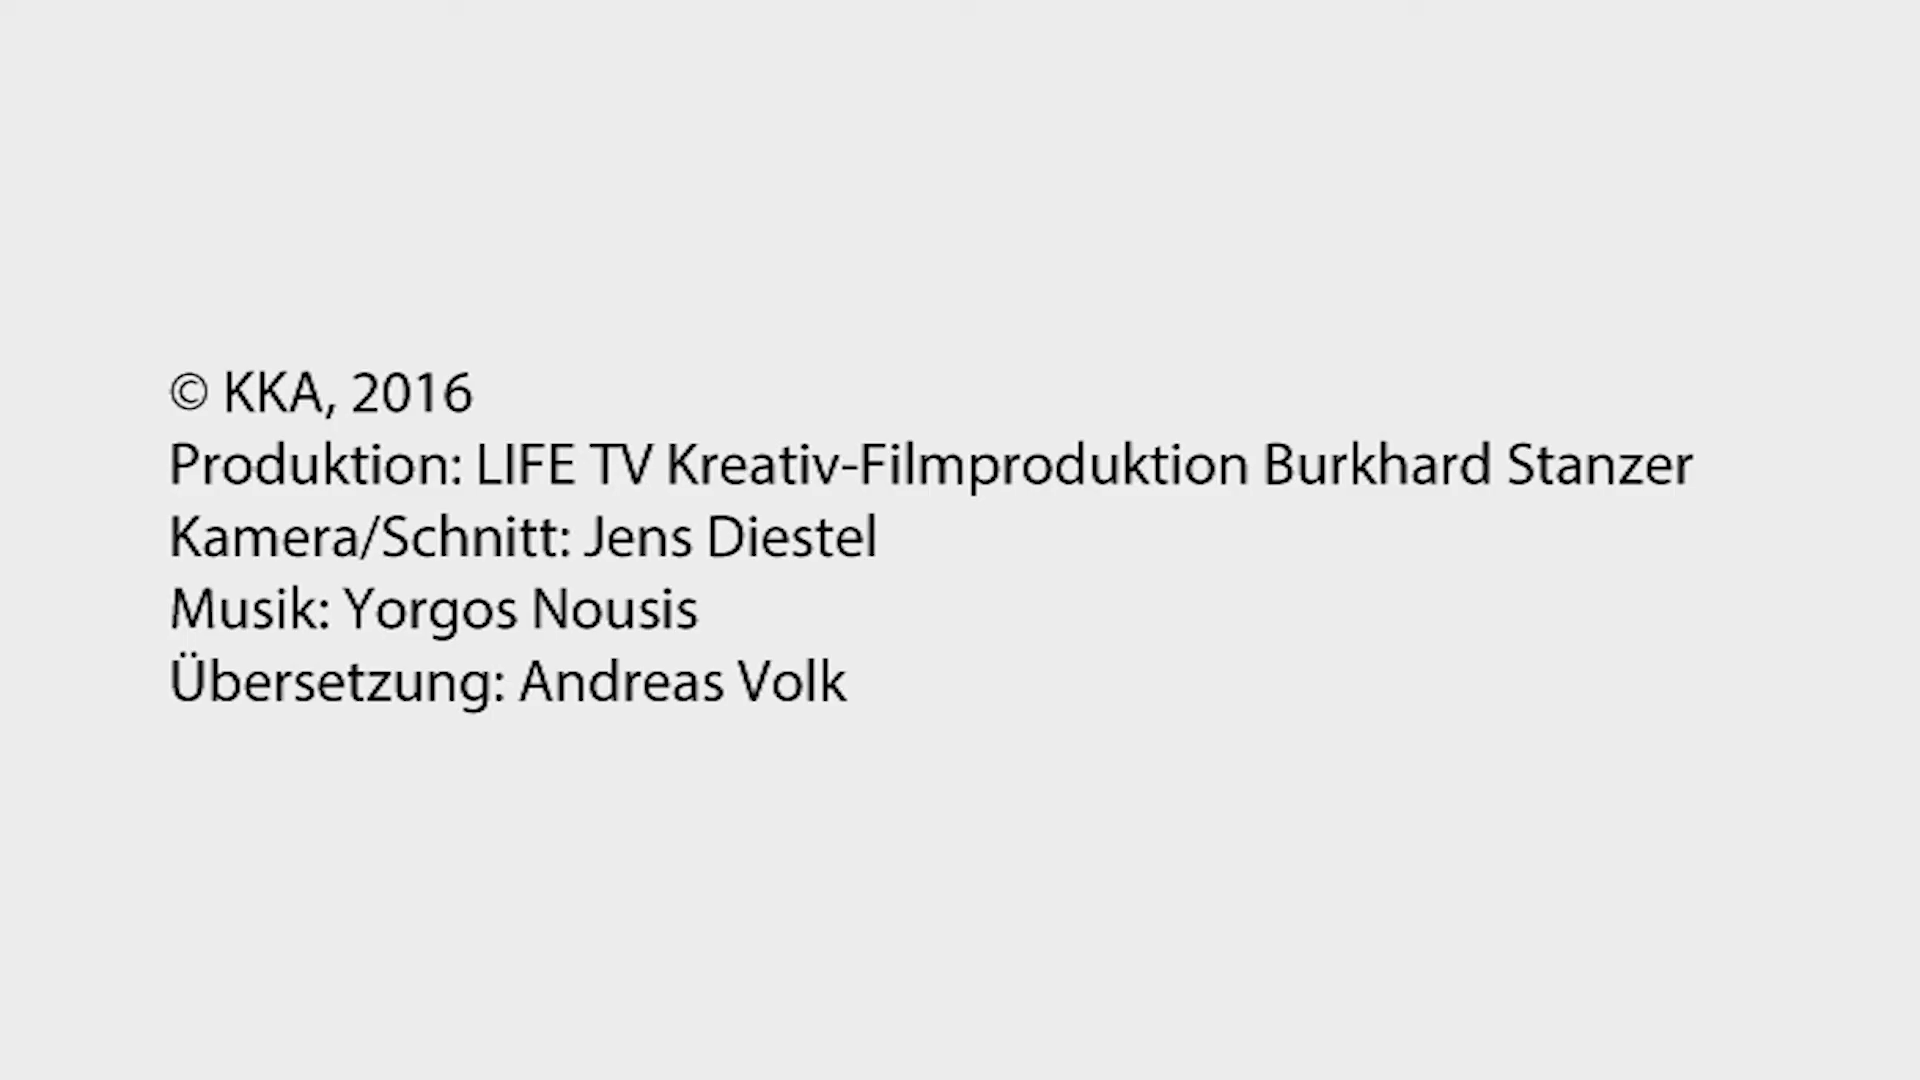 © KKA, 2016
Produktion: LIFE TV Kreativ-Filmproduktion Burkhard Stanzer
Kamera/Schnitt: Jens Diestel
Musik: Yorgos Nousis
Übersetzung: Andreas Volk